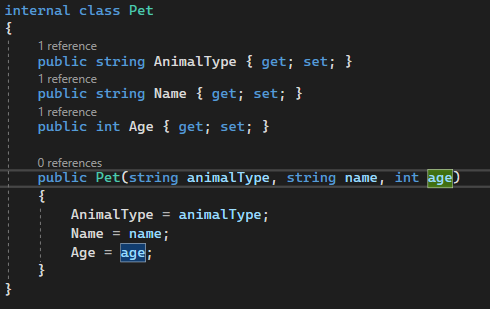 internal class Pet
{
1 reference
public string AnimalType { get; set; }
1 reference
public string Name { get; set; }
1 reference
public int Age { get; set; }
0 references
public Pet(string animalType, string name, int age)
{
AnimalType = animalType;
Name = name;
Age = age;
}
}